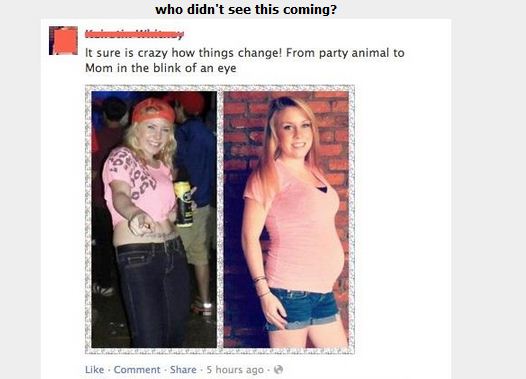 who didn't see this coming?
It sure is crazy how things change! From party animal to
Mom in the blink of an eye
Like · Comment · Share · 5 hours ago ·